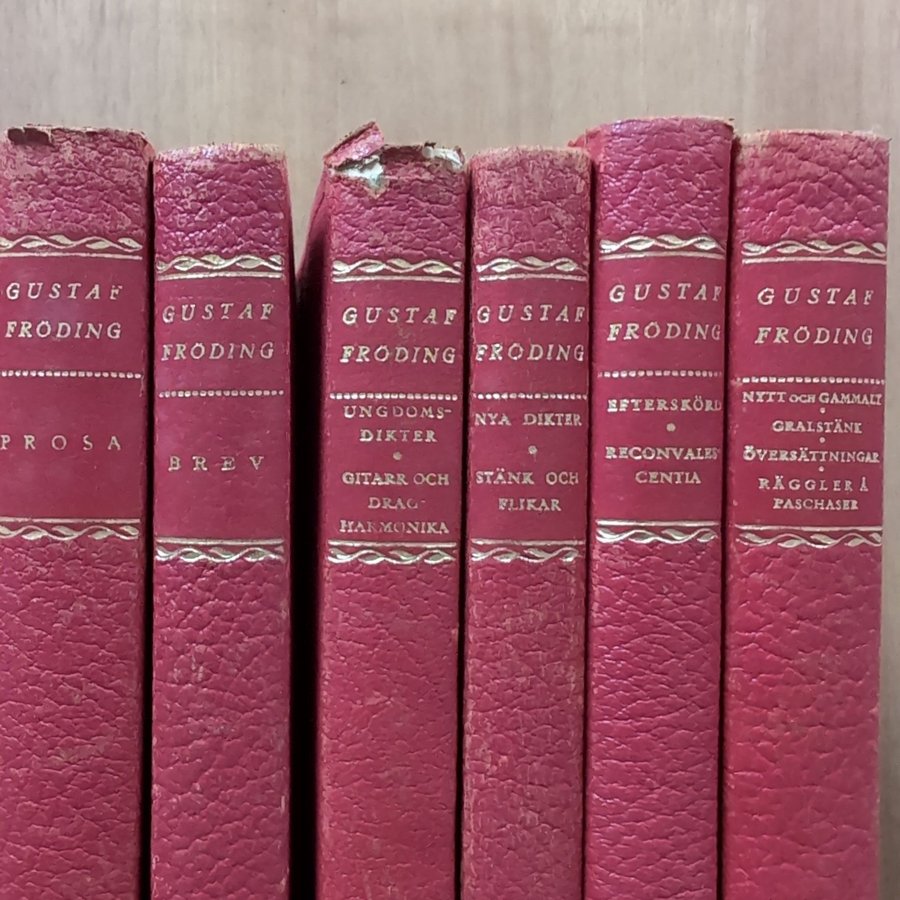 GUSTAF
FRÖDING
PROSA
GUSTAF
FRÖDING
BREV
GUSTAF
FRÖDING
UNGDOMS-
DIKTER
GITARR OCH
DRAG-
HARMONIKA
GUSTAF
FRÖDING
NYA DIKTER
STÄNK OCH
FLIKAR
GUSTAF
FRÖDING
EFTERSKÖRD
RECONVALES-
CENTIA
GUSTAF
FRÖDING
NYTT OCH GAMMALT
GRALSTÄNK
ÖVERSÄTTNINGAR
RÄGGLER Å
PASCHASER